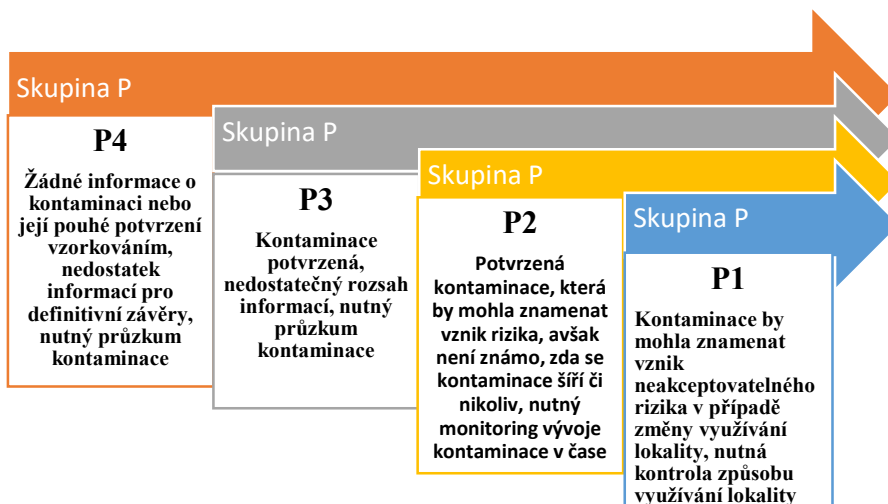 Skupina P
P4
Žádné informace o
kontaminaci nebo
její pouhé potvrzení
vzorkováním,
nedostatek
informací pro
definitivní závěry,
nutný průzkum
kontaminace
Skupina P
P3
Kontaminace
potvrzená,
nedostatečný rozsah
informací, nutný
průzkum
kontaminace
Skupina P
P2
Potvrzená
kontaminace, která
by mohla znamenat
vznik rizika, avšak
není známo, zda se
kontaminace šíří či
nikoliv, nutný
monitoring vývoje
kontaminace v čase
Skupina P
P1
Kontaminace by
mohla znamenat
vznik
neakceptovatelného
rizika v případě
změny využívání
lokality, nutná
kontrola způsobu
využívání lokality